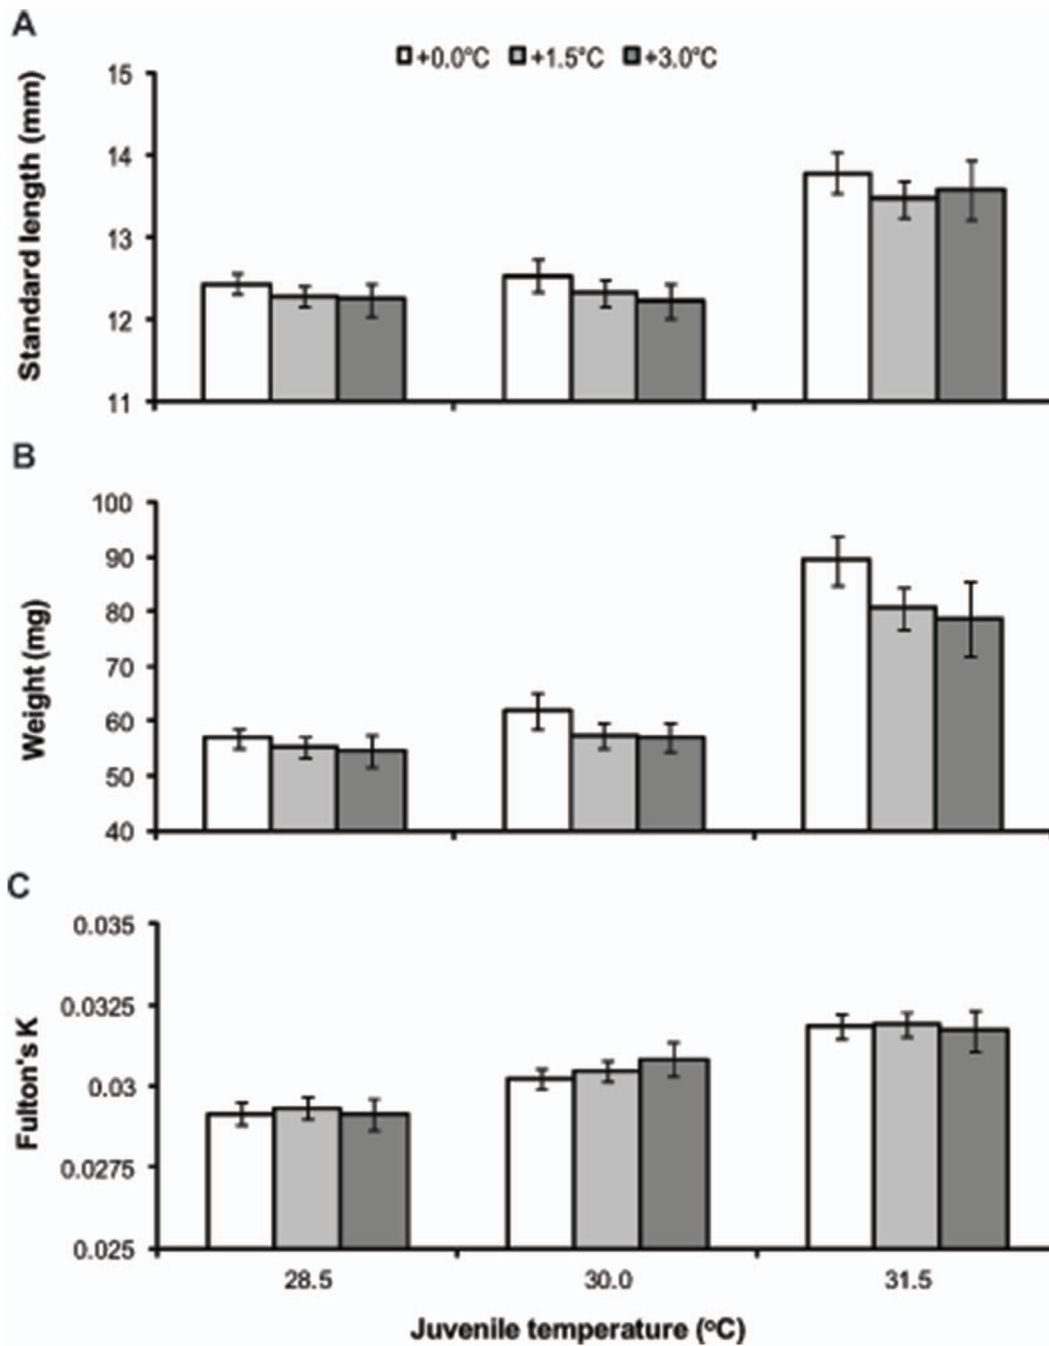 A
+0.0°C +1.5°C +3.0°C
Standard length (mm)
15
14
13
12
11
B
Weight (mg)
100
90
80
70
60
50
40
C
Fulton's K
0.035
0.0325
0.03
0.0275
0.025
28.5 30.0 31.5
Juvenile temperature (°C)